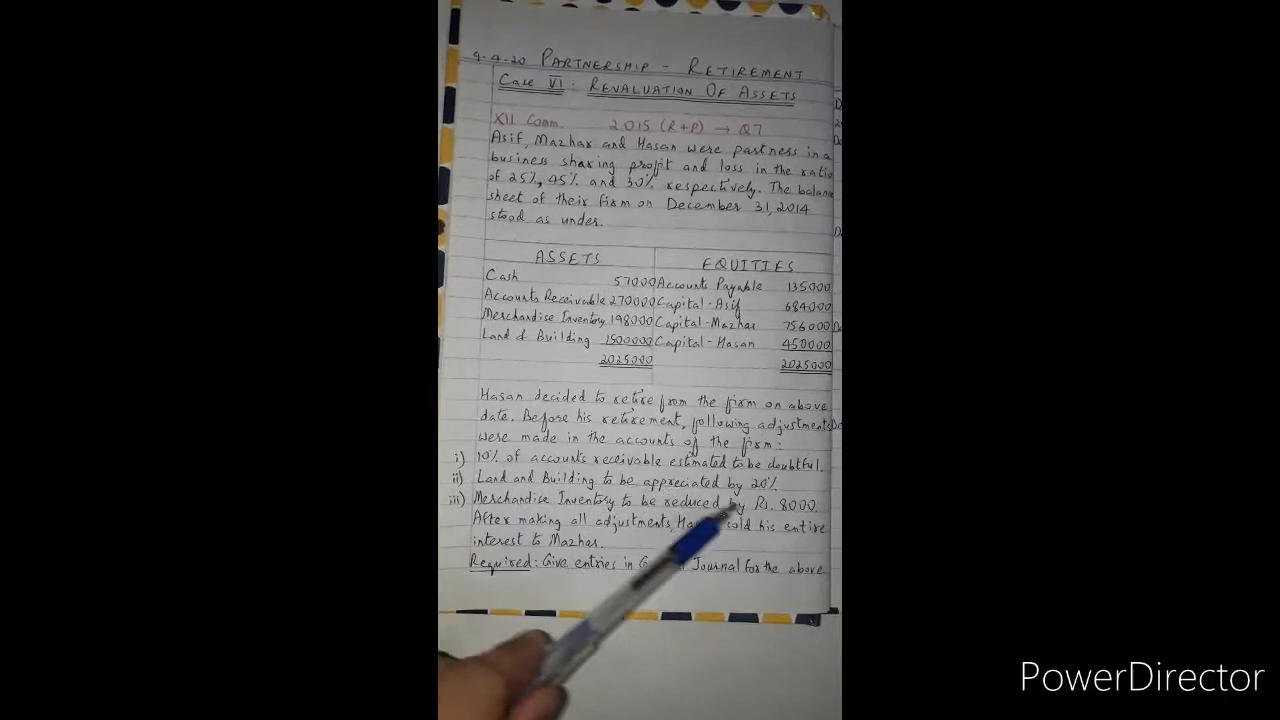 9-4-20 PARTNERSHIP - RETIREMENT
CASE VI : REVALUATION OF ASSETS
XII Comm. 2015 (R+P) → Q7
Asif, Mazhar and Hasan were partners in a
business sharing profit and loss in the ratio
of 25%, 45% and 30% respectively. The balance
sheet of their firm on December 31, 2014
stood as under.
ASSETS EQUITIES
Cash 57000 Accounts Payable 135000
Accounts Receivable 270000 Capital-Asif 684000
Merchandise Inventory 198000 Capital-Mazhar 756000
Land & Building 1500000 Capital-Hasan 450000
2025000 2025000
Hasan decided to retire from the firm on above
date. Before his retirement, following adjustments
were made in the accounts of the firm:
i) 10% of accounts receivable estimated to be doubtful.
ii) Land and Building to be appreciated by 20%.
iii) Merchandise Inventory to be reduced by Rs. 8000.
After making all adjustments, sold his entire
interest to Mazhar.
Required: Give entries in Journal for the above
PowerDirector